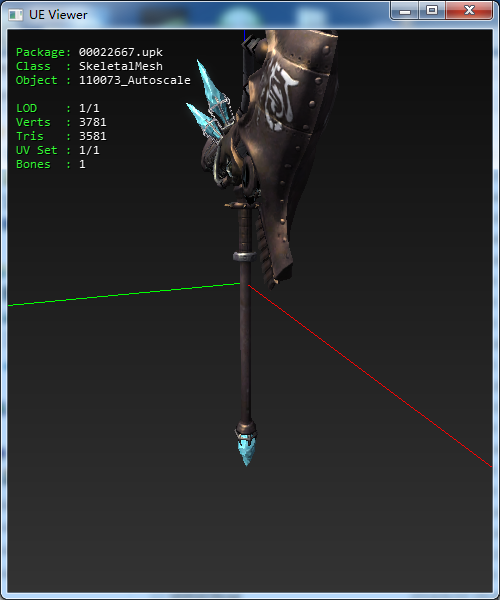 UE Viewer
Package: 00022667.upk
Class : SkeletalMesh
Object : 110073_Autoscale
LOD : 1/1
Verts : 3781
Tris : 3581
UV Set : 1/1
Bones : 1